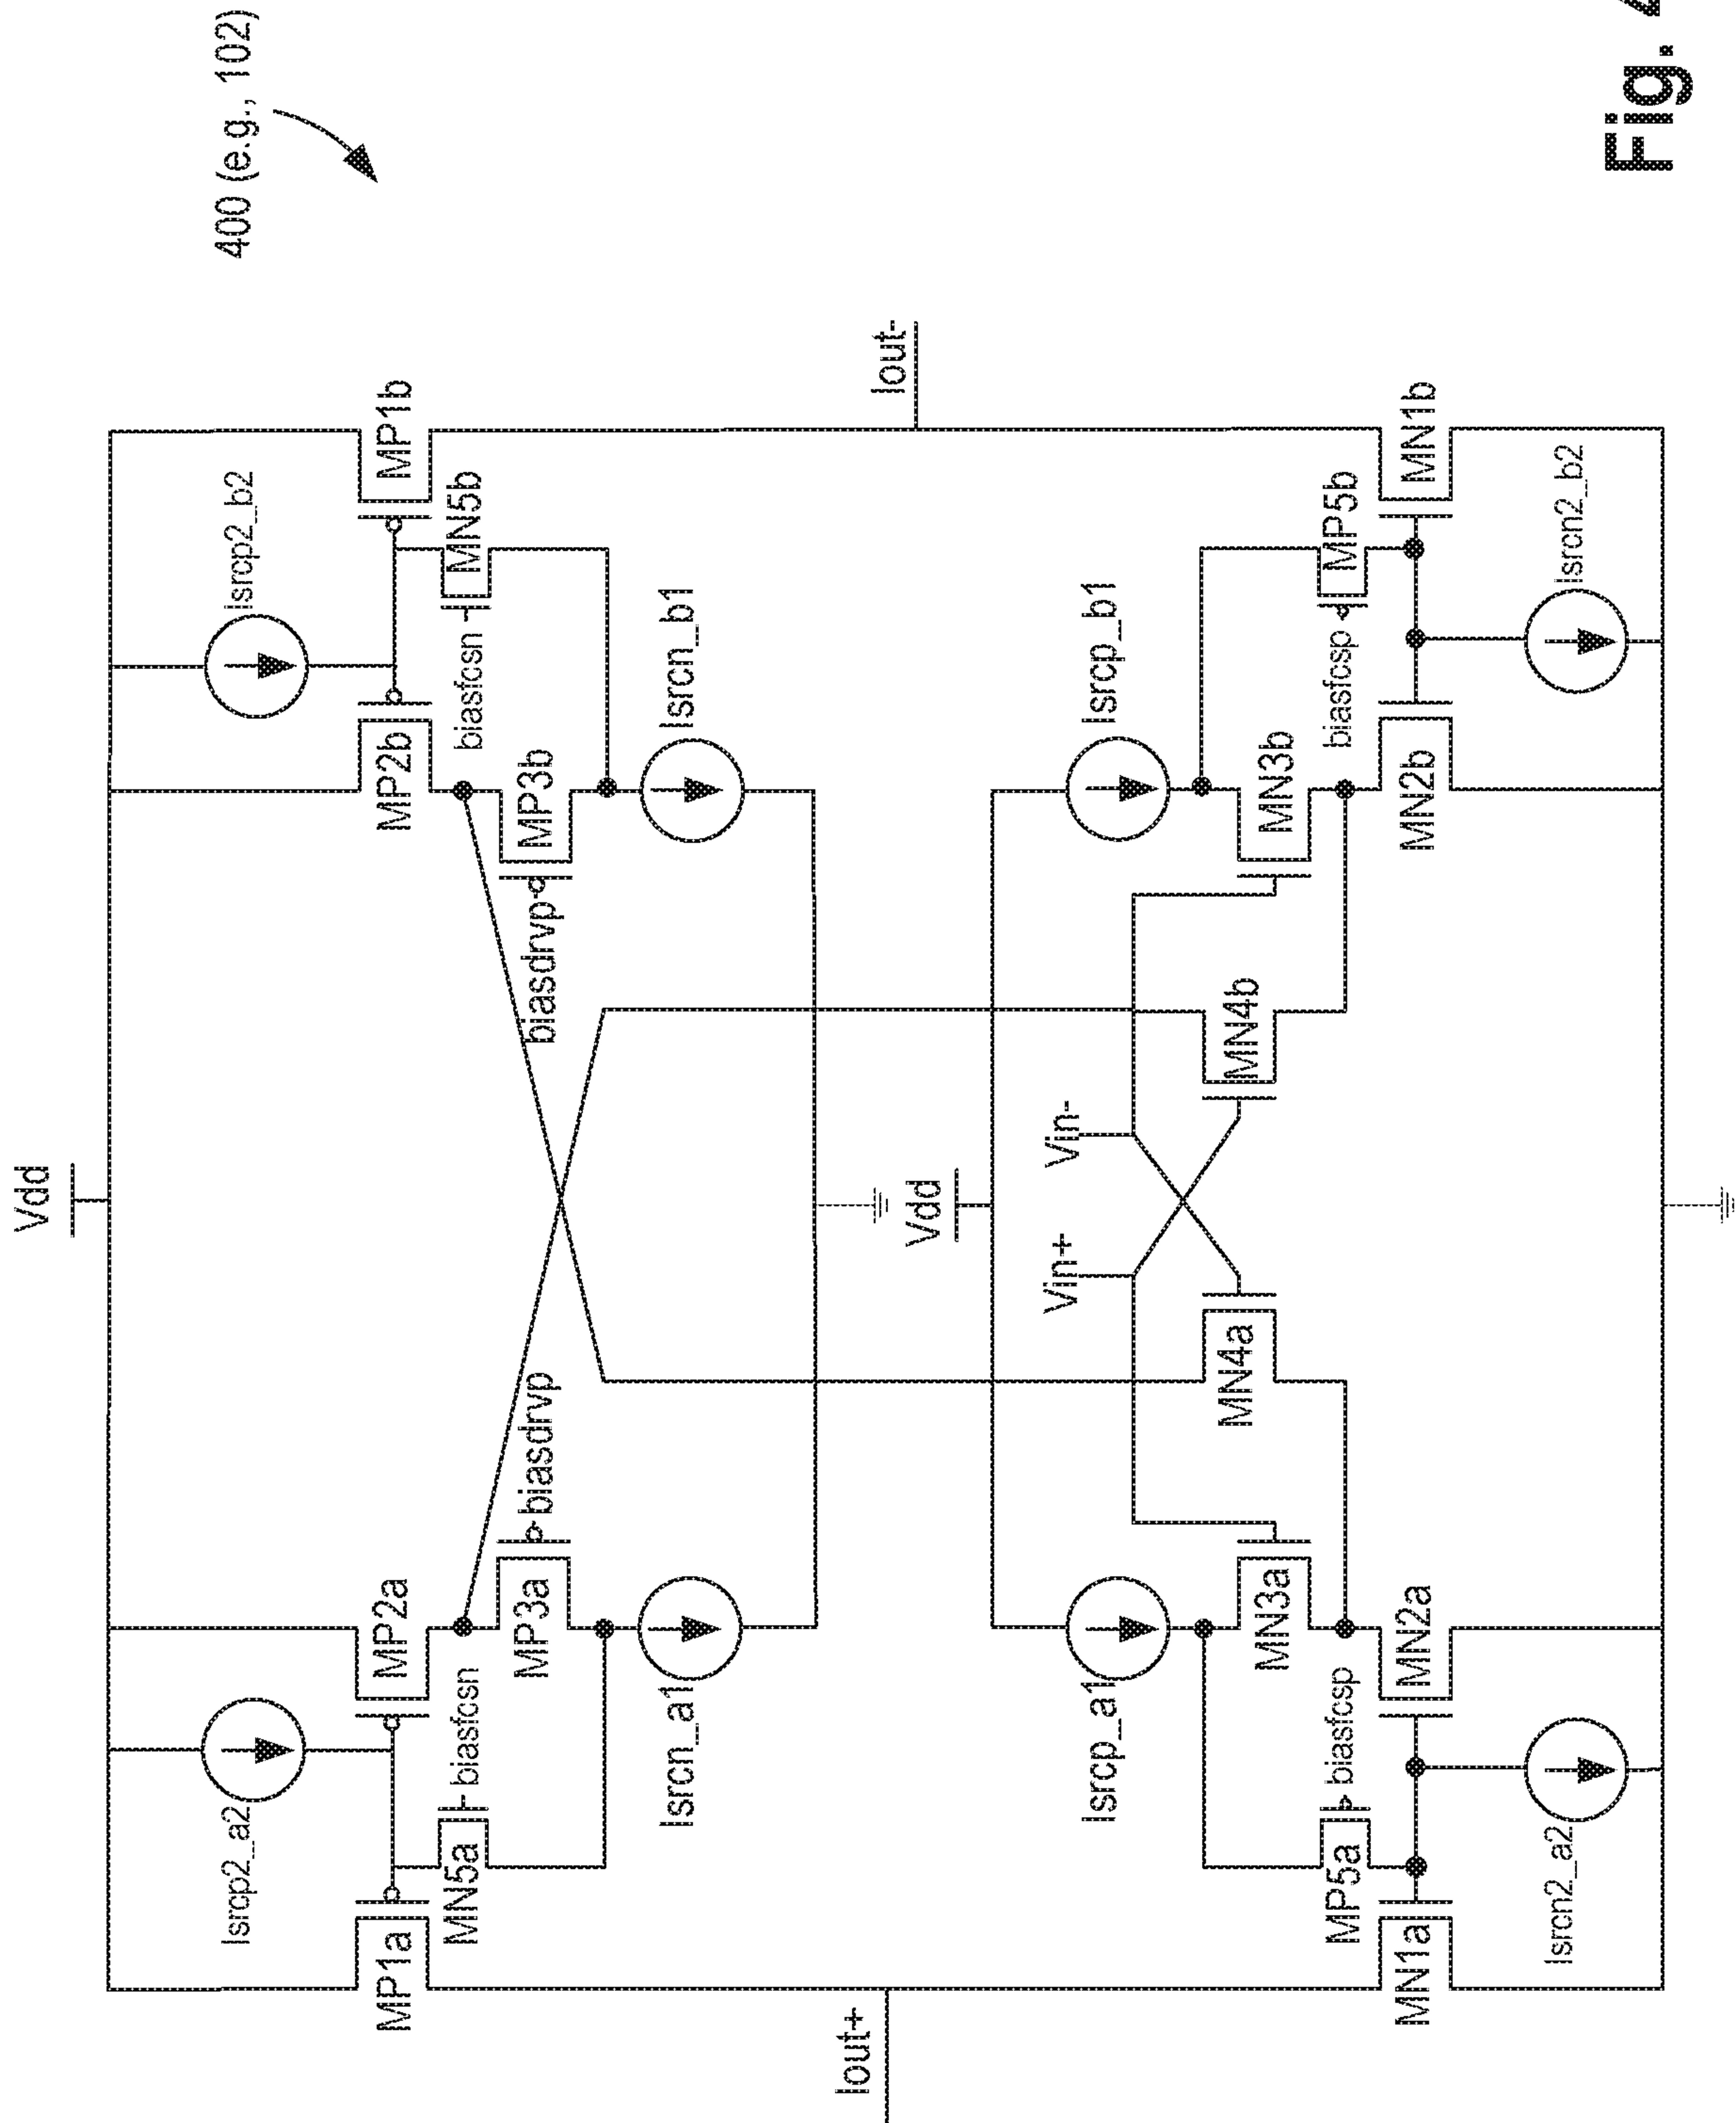 400 (e.g., 102)
Vdd
Isrcp2_a2
Isrcp2_b2
MP1a
MP2a
MP2b
MP1b
MN5a
biasfcsn
biasfcsn
MN5b
MP3a
biasdrvp
biasdrvp
MP3b
Isrcn_a1
Isrcn_b1
Iout+
Iout-
Vdd
Isrcp_a1
Vin+
Vin-
Isrcp_b1
MN3a
MN4a
MN4b
MN3b
MP5a
biasfcsp
biasfcsp
MP5b
MN1a
MN2a
MN2b
MN1b
Isrcn2_a2
Isrcn2_b2
Fig. 4